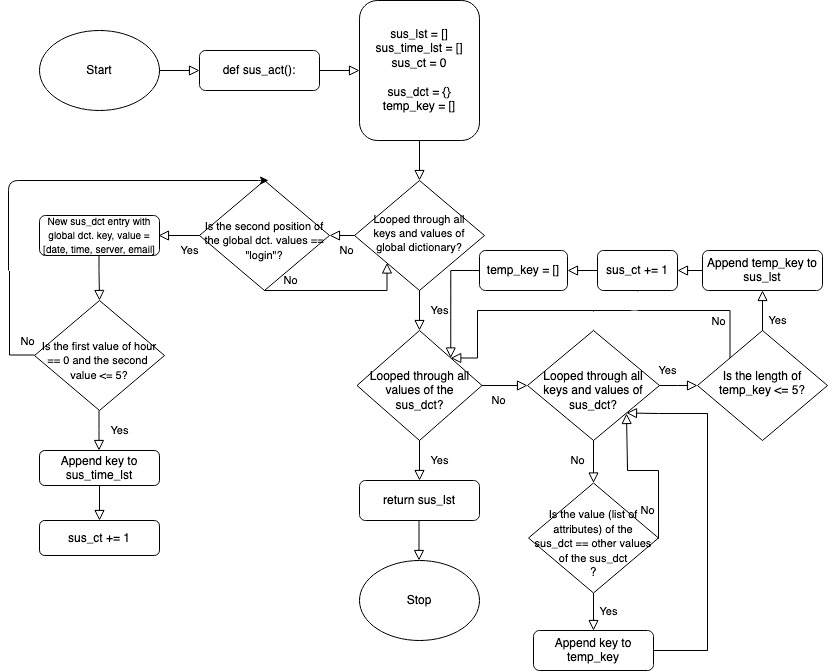 Start
def sus_act():
sus_lst = []
sus_time_lst = []
sus_ct = 0
sus_dct = {}
temp_key = []
New sus_dct entry with
global dct. key, value =
[date, time, server, email]
Yes
Is the second position of
the global dct. values ==
"login"?
No
No
Looped through all
keys and values of
global dictionary?
Yes
temp_key = []
sus_ct += 1
Append temp_key to
sus_lst
No
Is the first value of hour
== 0 and the second
value <= 5?
Yes
Append key to
sus_time_lst
sus_ct += 1
Looped through all
values of the
sus_dct?
No
Looped through all
keys and values of
sus_dct?
Yes
Is the length of
temp_key <= 5?
No
Yes
Yes
return sus_lst
Stop
No
Is the value (list of
attributes) of the
sus_dct == other values
of the sus_dct
?
No
Yes
Append key to
temp_key